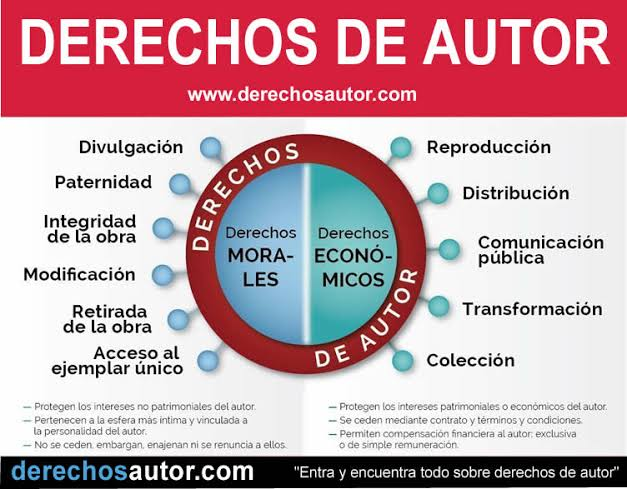 DERECHOS DE AUTOR
www.derechosautor.com
Divulgación
Paternidad
Integridad
de la obra
Modificación
Retirada
de la obra
Acceso al
ejemplar único
DERECHOS
DE AUTOR
Derechos
MORA-
LES
Derechos
ECONÓ-
MICOS
Reproducción
Distribución
Comunicación
pública
Transformación
Colección
— Protegen los intereses no patrimoniales del autor.
— Pertenecen a la esfera más íntima y vinculada a
la personalidad del autor.
— No se ceden, embargan, enajenan ni se renuncia a ellos.
— Protegen los intereses patrimoniales o económicos del autor.
— Se ceden mediante contrato y términos y condiciones.
— Permiten compensación financiera al autor; exclusiva
o de simple remuneración.
derechosautor.com
"Entra y encuentra todo sobre derechos de autor"